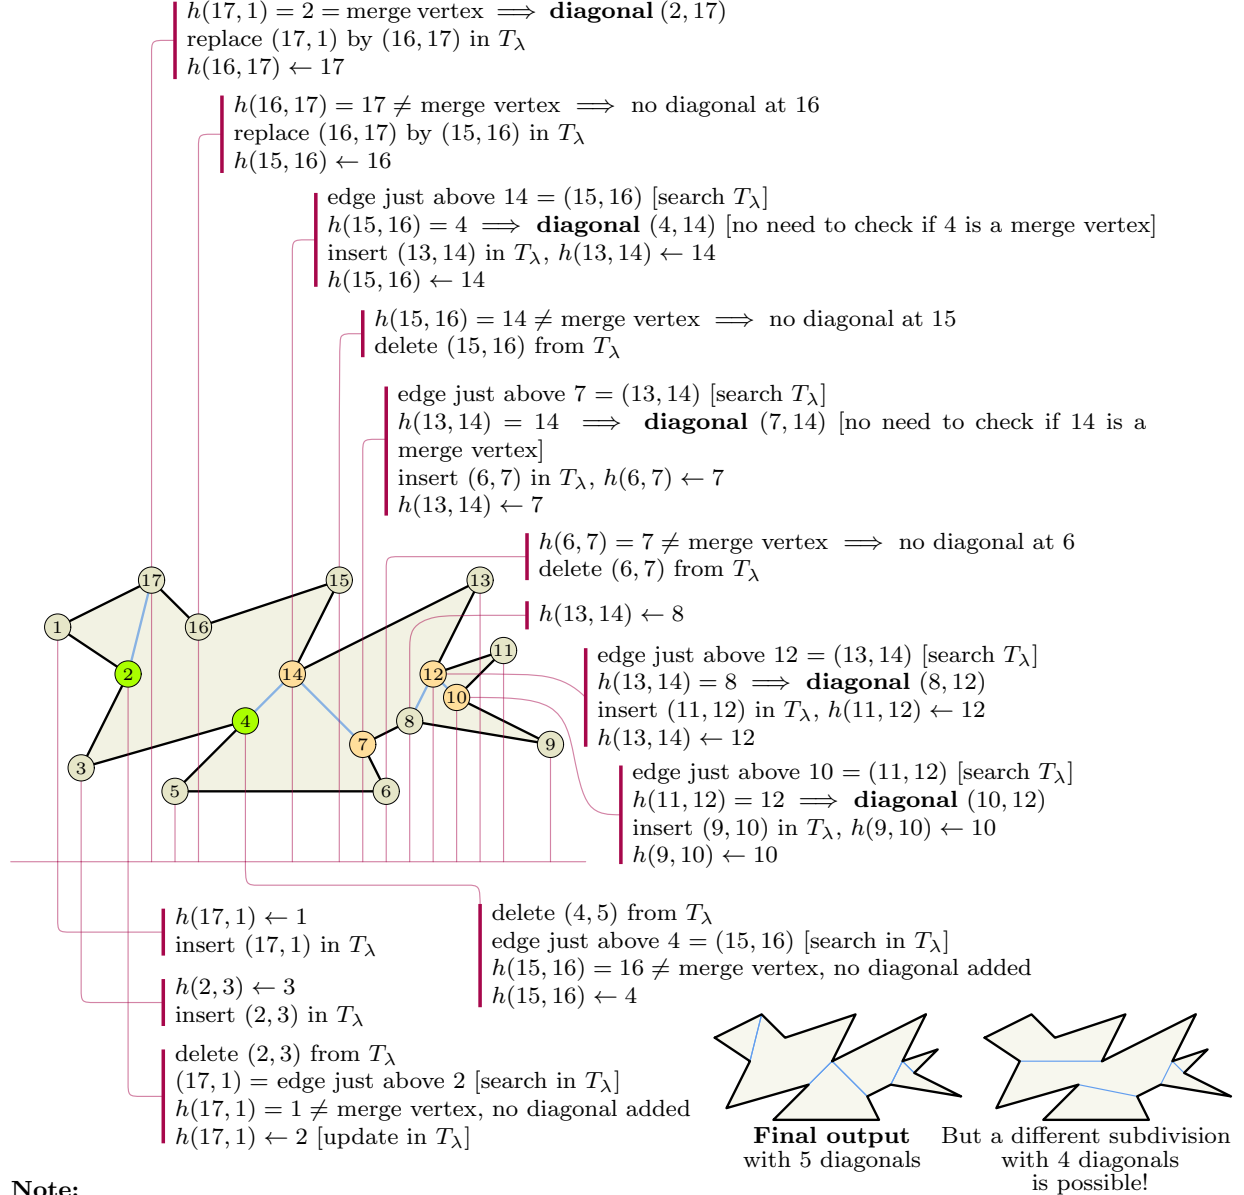 h(17, 1) = 2 = merge vertex ⟹ diagonal (2, 17)
replace (17, 1) by (16, 17) in T_λ
h(16, 17) ← 17
h(16, 17) = 17 ≠ merge vertex ⟹ no diagonal at 16
replace (16, 17) by (15, 16) in T_λ
h(15, 16) ← 16
edge just above 14 = (15, 16) [search T_λ]
h(15, 16) = 4 ⟹ diagonal (4, 14) [no need to check if 4 is a merge vertex]
insert (13, 14) in T_λ, h(13, 14) ← 14
h(15, 16) ← 14
h(15, 16) = 14 ≠ merge vertex ⟹ no diagonal at 15
delete (15, 16) from T_λ
edge just above 7 = (13, 14) [search T_λ]
h(13, 14) = 14 ⟹ diagonal (7, 14) [no need to check if 14 is a
merge vertex]
insert (6, 7) in T_λ, h(6, 7) ← 7
h(13, 14) ← 7
h(6, 7) = 7 ≠ merge vertex ⟹ no diagonal at 6
delete (6, 7) from T_λ
h(13, 14) ← 8
edge just above 12 = (13, 14) [search T_λ]
h(13, 14) = 8 ⟹ diagonal (8, 12)
insert (11, 12) in T_λ, h(11, 12) ← 12
h(13, 14) ← 12
edge just above 10 = (11, 12) [search T_λ]
h(11, 12) = 12 ⟹ diagonal (10, 12)
insert (9, 10) in T_λ, h(9, 10) ← 10
h(9, 10) ← 10
17
15
13
1
16
11
2
14
12
10
4
8
7
9
3
5
6
h(17, 1) ← 1
insert (17, 1) in T_λ
h(2, 3) ← 3
insert (2, 3) in T_λ
delete (2, 3) from T_λ
(17, 1) = edge just above 2 [search in T_λ]
h(17, 1) = 1 ≠ merge vertex, no diagonal added
h(17, 1) ← 2 [update in T_λ]
delete (4, 5) from T_λ
edge just above 4 = (15, 16) [search in T_λ]
h(15, 16) = 16 ≠ merge vertex, no diagonal added
h(15, 16) ← 4
Final output
with 5 diagonals
But a different subdivision
with 4 diagonals
is possible!
Note: